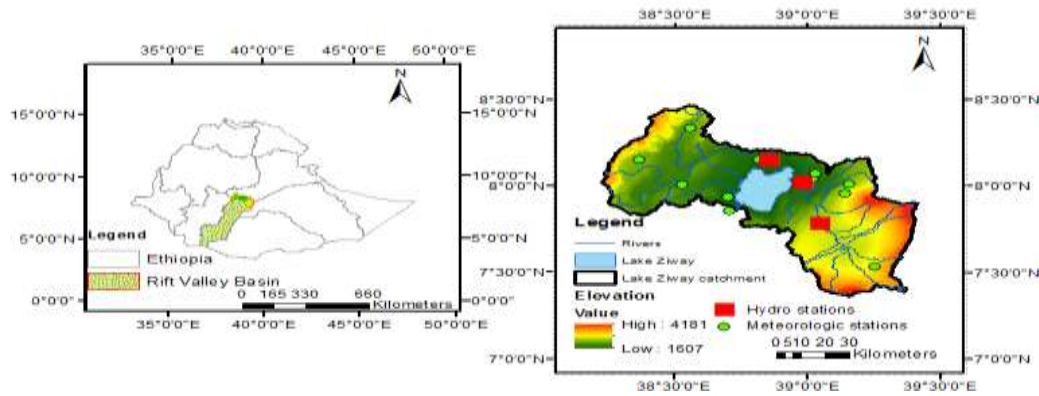 35°0'0"E 40°0'0"E 45°0'0"E 50°0'0"E
N
15°0'0"N 15°0'0"N
10°0'0"N 10°0'0"N
5°0'0"N 5°0'0"N
0°0'0" 0°0'0"
Legend
Ethiopia
Rift Valley Basin
0 165 330 660
Kilometers
35°0'0"E 40°0'0"E 45°0'0"E 50°0'0"E
38°30'0"E 39°0'0"E 39°30'0"E
N
8°30'0"N 8°30'0"N
8°0'0"N 8°0'0"N
7°30'0"N 7°30'0"N
7°0'0"N 7°0'0"N
Legend
Rivers
Lake Ziway
Lake Ziway catchment
Elevation
Value
High : 4181
Low : 1607
Hydro stations
Meteorologic stations
0 5 10 20 30
Kilometers
38°30'0"E 39°0'0"E 39°30'0"E